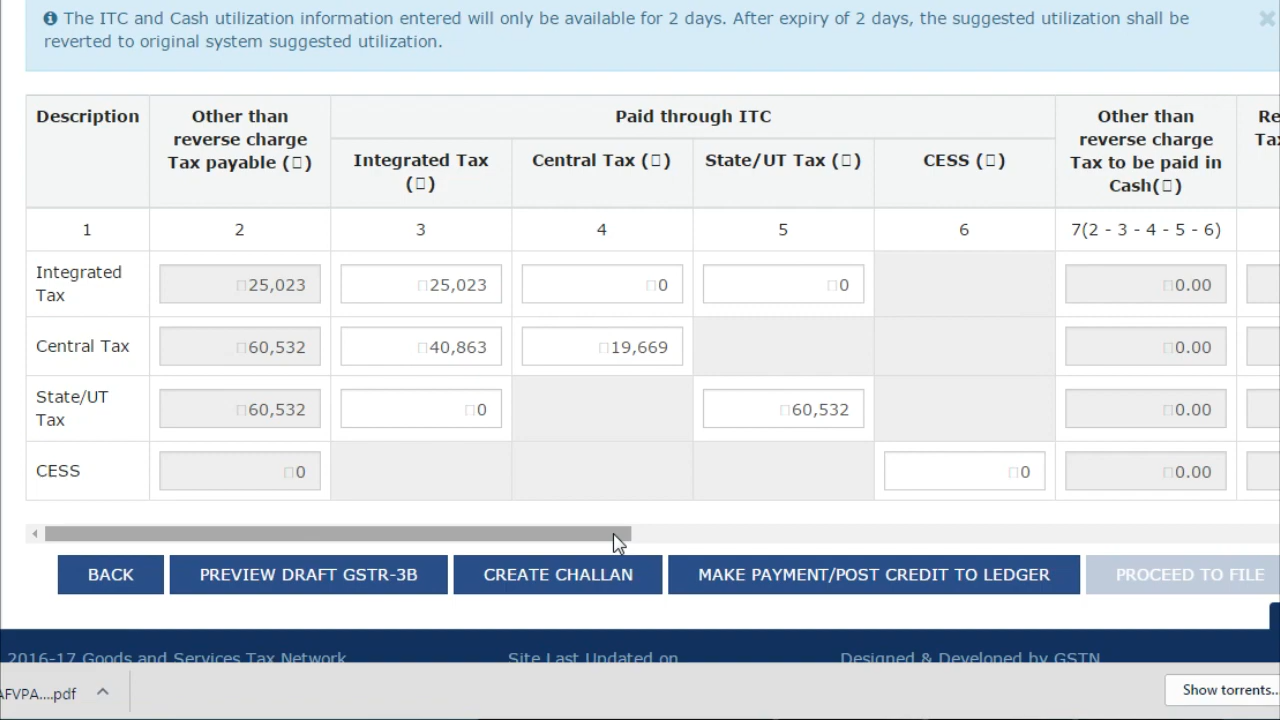 The ITC and Cash utilization information entered will only be available for 2 days. After expiry of 2 days, the suggested utilization shall be
reverted to original system suggested utilization.
Description
Other than
reverse charge
Tax payable (▯)
Paid through ITC
Integrated Tax
(▯)
Central Tax (▯)
State/UT Tax (▯)
CESS (▯)
Other than
reverse charge
Tax to be paid in
Cash(▯)
1
2
3
4
5
6
7(2 - 3 - 4 - 5 - 6)
Integrated
Tax
▯25,023
▯25,023
▯0
▯0
▯0.00
Central Tax
▯60,532
▯40,863
▯19,669
▯0.00
State/UT
Tax
▯60,532
▯0
▯60,532
▯0.00
CESS
▯0
▯0
▯0.00
BACK
PREVIEW DRAFT GSTR-3B
CREATE CHALLAN
MAKE PAYMENT/POST CREDIT TO LEDGER
PROCEED TO FILE
2016-17 Goods and Services Tax Network
Site Last Updated on
Designed & Developed by GSTN
AFVPA....pdf
Show torrents...